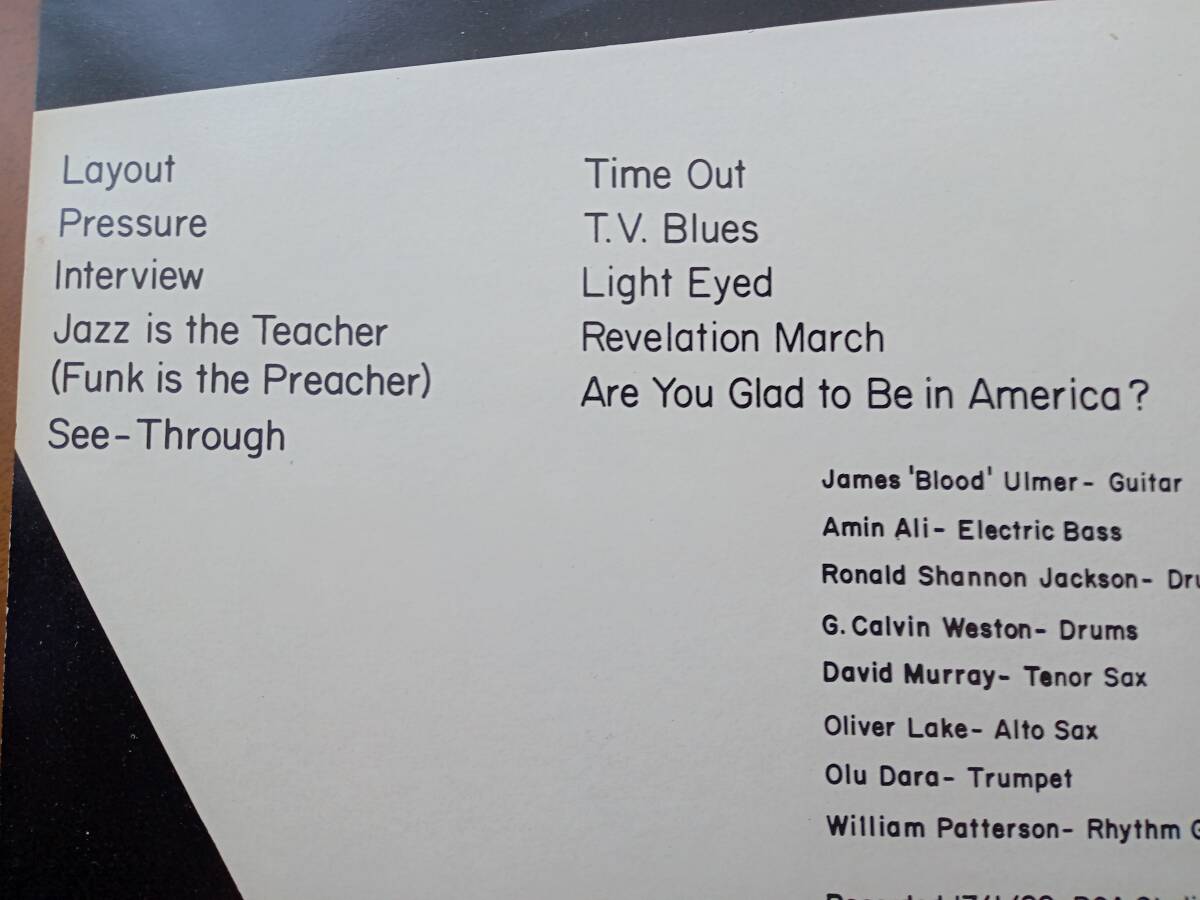 Layout
Pressure
Interview
Jazz is the Teacher
(Funk is the Preacher)
See-Through
Time Out
T.V. Blues
Light Eyed
Revelation March
Are You Glad to Be in America?
James 'Blood' Ulmer- Guitar
Amin Ali- Electric Bass
Ronald Shannon Jackson-
G. Calvin Weston- Drums
David Murray- Tenor Sax
Oliver Lake- Alto Sax
Olu Dara- Trumpet
William Patterson- Rhythm